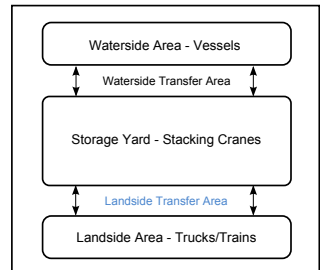 Waterside Area - Vessels
Waterside Transfer Area
Storage Yard - Stacking Cranes
Landside Transfer Area
Landside Area - Trucks/Trains